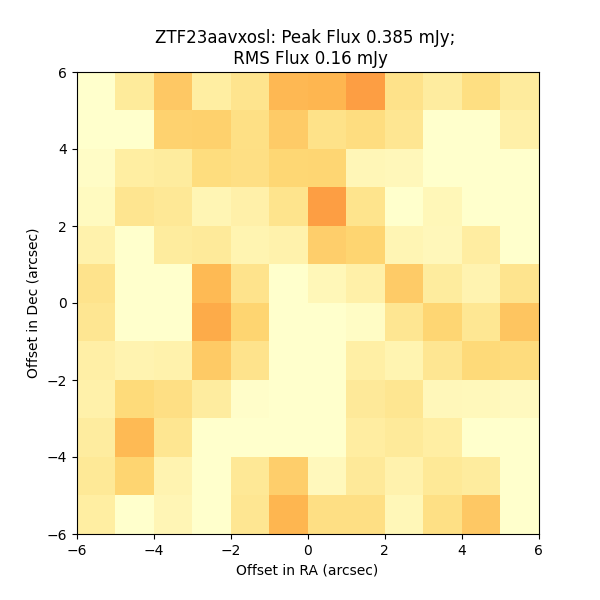 ZTF23aavxosl: Peak Flux 0.385 mJy;
RMS Flux 0.16 mJy
6
4
2
0
−2
−4
−6
Offset in Dec (arcsec)
−6 −4 −2 0 2 4 6
Offset in RA (arcsec)